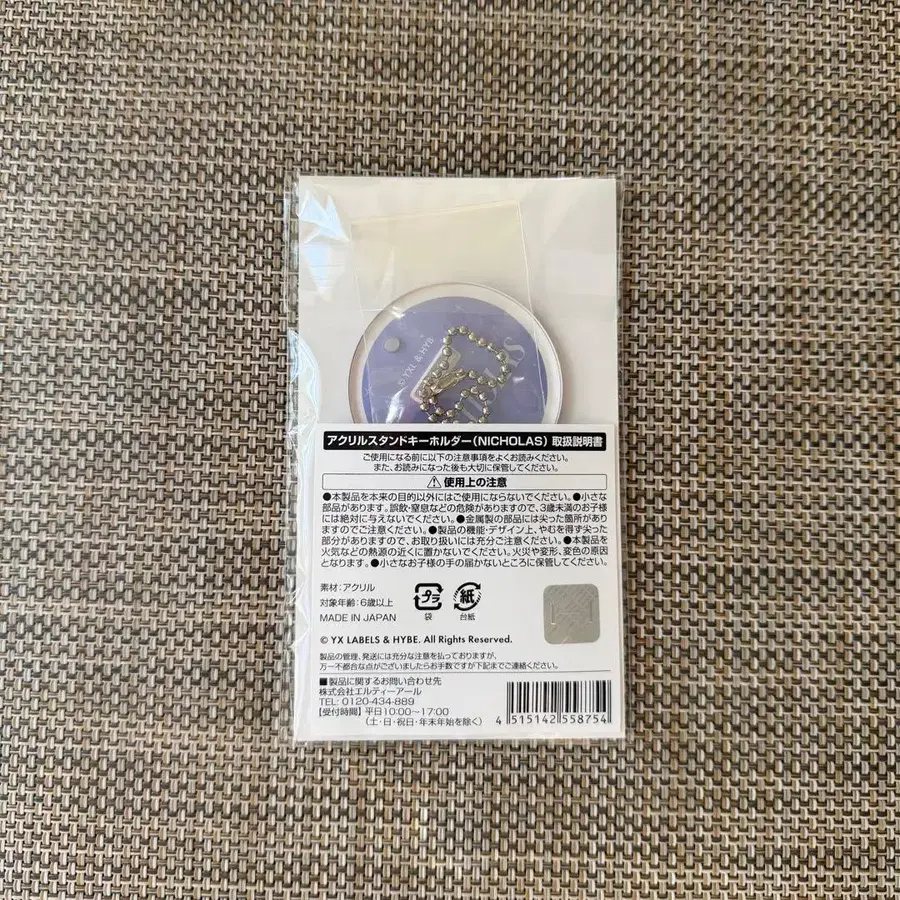 © YXL & HYB
アクリルスタンドキーホルダー(NICHOLAS) 取扱説明書
ご使用になる前に以下の注意事項をよくお読みください。
また、お読みになった後も大切に保管してください。
⚠使用上の注意
●本製品を本来の目的以外にはご使用にならないでください。●小さな
部品があります。誤飲・窒息などの危険がありますので、3歳未満のお子様
には絶対に与えないでください。●金属製の部品には尖った箇所があり
ますのでご注意ください。●製品の機能・デザイン上、やむを得ず尖った
部分がありますので、お取り扱いには充分ご注意ください。●本製品を
火気などの熱源の近くに置かないでください。火災や変形、変色の原因
となります。●小さなお子様の手の届かないところに保管してください。
素材:アクリル
対象年齢:6歳以上
MADE IN JAPAN
プラ
袋
紙
台紙
© YX LABELS & HYBE. All Rights Reserved.
製品の管理、発送には充分な注意を払っておりますが、
万一不都合な点がございましたらお手数ですが下記までご連絡ください。
■製品に関するお問い合わせ先
株式会社エルティーアール
TEL: 0120-434-889
【受付時間】平日10:00~17:00
(土・日・祝日・年末年始を除く)
4 515142 558754